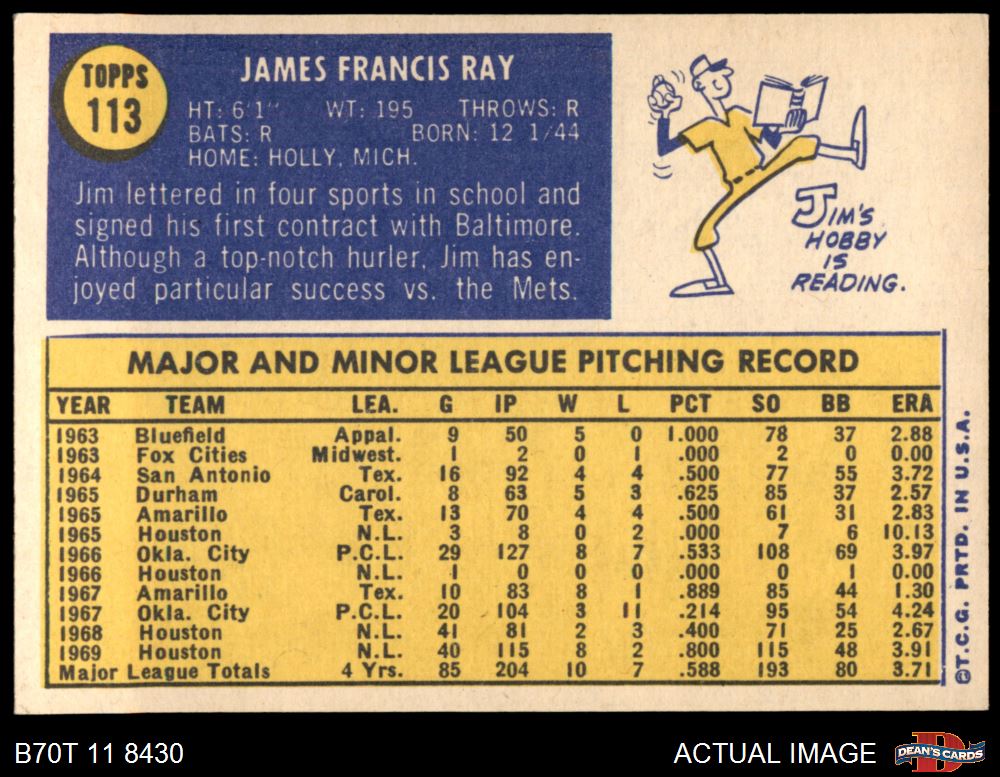 TOPPS
113
JAMES FRANCIS RAY
HT: 6'1" WT: 195 THROWS: R
BATS: R BORN: 12 1/44
HOME: HOLLY, MICH.
Jim lettered in four sports in school and
signed his first contract with Baltimore.
Although a top-notch hurler, Jim has en-
joyed particular success vs. the Mets.
JIM'S
HOBBY
IS
READING.
MAJOR AND MINOR LEAGUE PITCHING RECORD
YEAR TEAM LEA. G IP W L PCT SO BB ERA
1963 Bluefield Appal. 9 50 5 0 1.000 78 37 2.88
1963 Fox Cities Midwest. 1 2 0 1 .000 2 0 0.00
1964 San Antonio Tex. 16 92 4 4 .500 77 55 3.72
1965 Durham Carol. 8 63 5 3 .625 85 37 2.57
1965 Amarillo Tex. 13 70 4 4 .500 61 31 2.83
1965 Houston N.L. 3 8 0 2 .000 7 6 10.13
1966 Okla. City P.C.L. 29 127 8 7 .533 108 69 3.97
1966 Houston N.L. 1 0 0 0 .000 0 1 0.00
1967 Amarillo Tex. 10 83 8 1 .889 85 44 1.30
1967 Okla. City P.C.L. 20 104 3 11 .214 95 54 4.24
1968 Houston N.L. 41 81 2 3 .400 71 25 2.67
1969 Houston N.L. 40 115 8 2 .800 115 48 3.91
Major League Totals 4 Yrs. 85 204 10 7 .588 193 80 3.71
©T.C.G. PRTD. IN U.S.A.
B70T 11 8430
ACTUAL IMAGE
DEAN'S CARDS